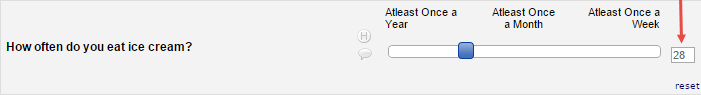 Atleast Once a Year
Atleast Once a Month
Atleast Once a Week
How often do you eat ice cream?
H
28
reset